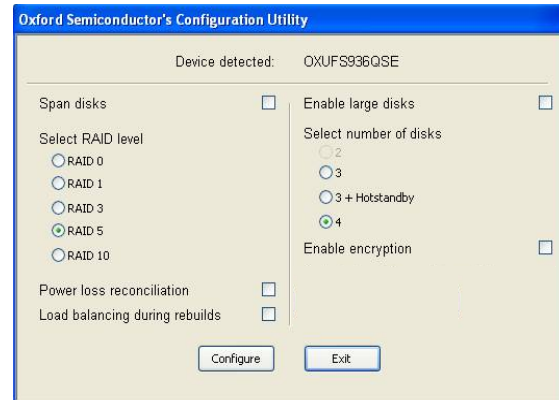 Oxford Semiconductor's Configuration Utility
Device detected: OXUFS936QSE
Span disks
Select RAID level
RAID 0
RAID 1
RAID 3
RAID 5
RAID 10
Power loss reconciliation
Load balancing during rebuilds
Enable large disks
Select number of disks
2
3
3 + Hotstandby
4
Enable encryption
Configure
Exit